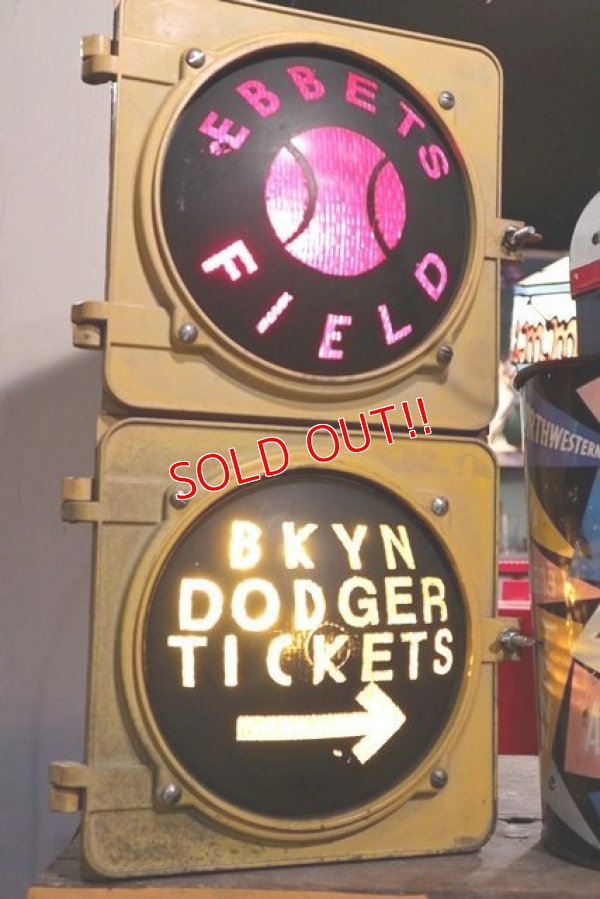 EBBETS
FIELD
SOLD OUT!!
BKYN
DODGER
TICKETS